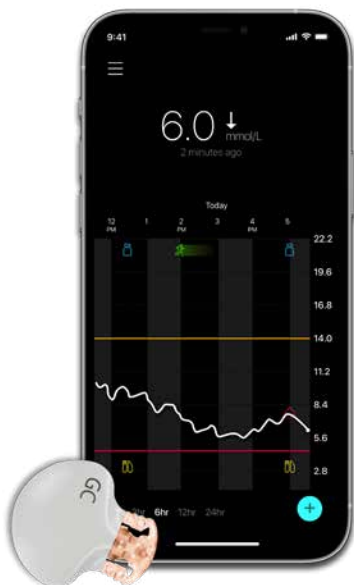 9:41
6.0
mmol/L
2 minutes ago
Today
12 PM 1 2 PM 3 4 PM 5
22.2
19.6
16.8
14.0
11.2
8.4
5.6
2.8
6hr 12hr 24hr
+
GC